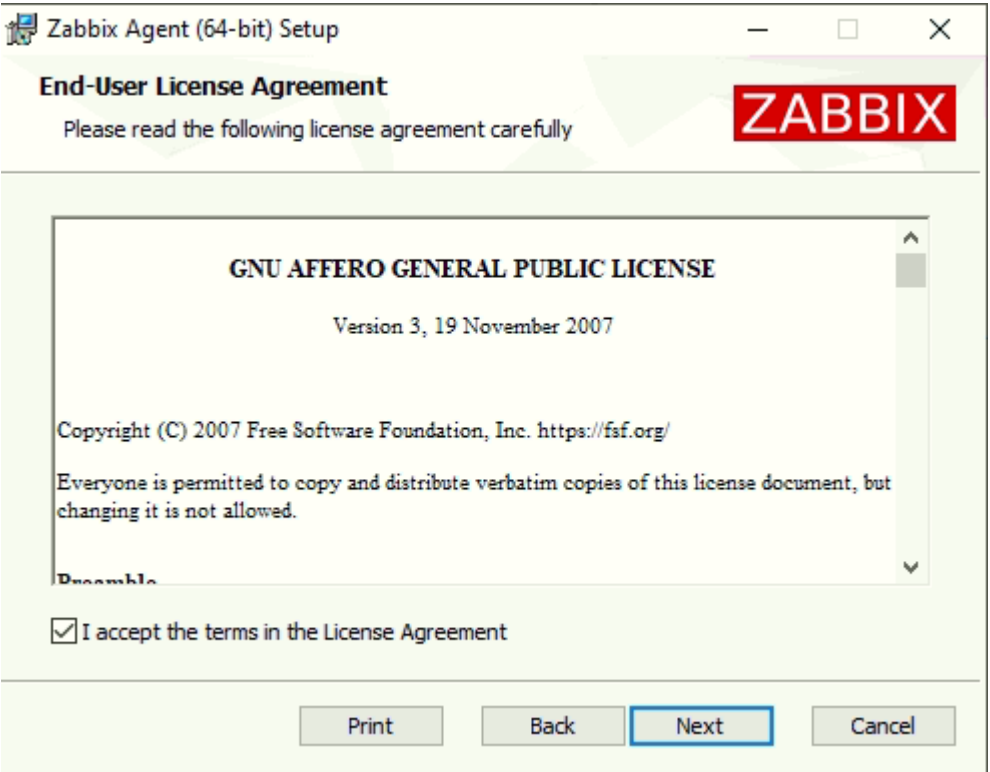 Zabbix Agent (64-bit) Setup
End-User License Agreement
Please read the following license agreement carefully
ZABBIX
GNU AFFERO GENERAL PUBLIC LICENSE
Version 3, 19 November 2007
Copyright (C) 2007 Free Software Foundation, Inc. https://fsf.org/
Everyone is permitted to copy and distribute verbatim copies of this license document, but
changing it is not allowed.
Preamble
I accept the terms in the License Agreement
Print
Back
Next
Cancel